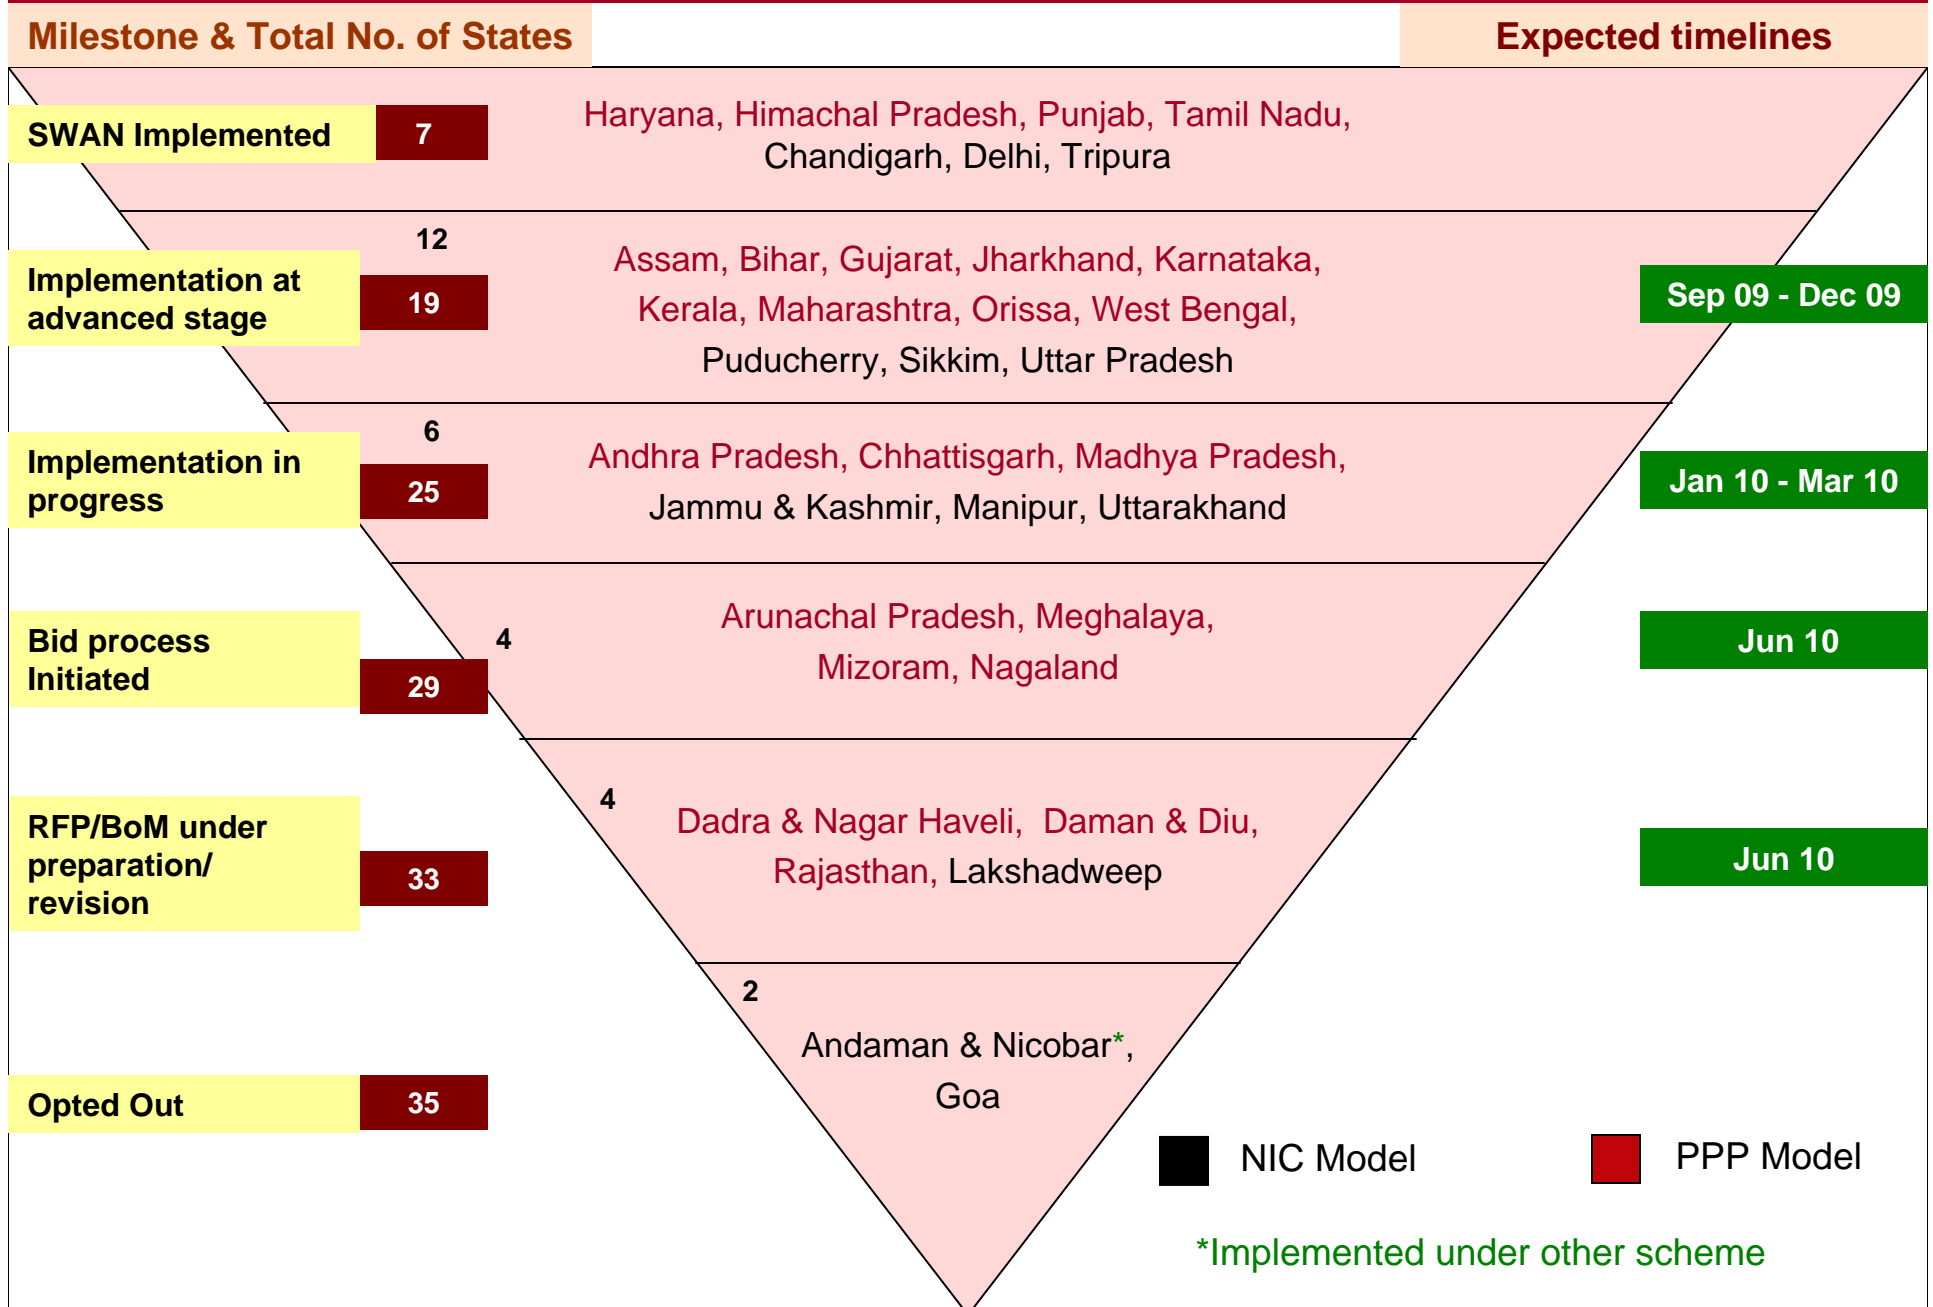 Milestone & Total No. of States
Expected timelines
SWAN Implemented
7
Haryana, Himachal Pradesh, Punjab, Tamil Nadu,
Chandigarh, Delhi, Tripura
12
Implementation at
advanced stage
19
Assam, Bihar, Gujarat, Jharkhand, Karnataka,
Kerala, Maharashtra, Orissa, West Bengal,
Puducherry, Sikkim, Uttar Pradesh
Sep 09 - Dec 09
6
Implementation in
progress
25
Andhra Pradesh, Chhattisgarh, Madhya Pradesh,
Jammu & Kashmir, Manipur, Uttarakhand
Jan 10 - Mar 10
4
Bid process
Initiated
29
Arunachal Pradesh, Meghalaya,
Mizoram, Nagaland
Jun 10
4
RFP/BoM under
preparation/
revision
33
Dadra & Nagar Haveli, Daman & Diu,
Rajasthan, Lakshadweep
Jun 10
2
Opted Out
35
Andaman & Nicobar*,
Goa
NIC Model
PPP Model
*Implemented under other scheme